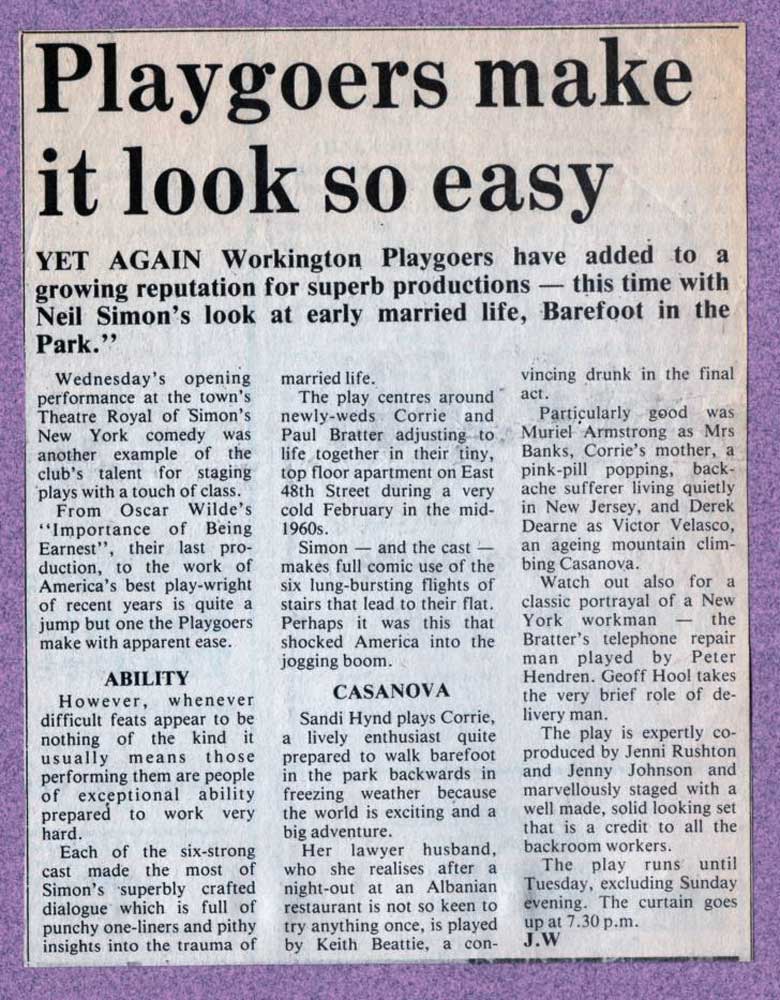 Playgoers make
it look so easy
YET AGAIN Workington Playgoers have added to a
growing reputation for superb productions — this time with
Neil Simon's look at early married life, Barefoot in the
Park.''
Wednesday's opening
performance at the town's
Theatre Royal of Simon's
New York comedy was
another example of the
club's talent for staging
plays with a touch of class.
From Oscar Wilde's
''Importance of Being
Earnest'', their last pro-
duction, to the work of
America's best play-wright
of recent years is quite a
jump but one the Playgoers
make with apparent ease.
ABILITY
However, whenever
difficult feats appear to be
nothing of the kind it
usually means those
performing them are people
of exceptional ability
prepared to work very
hard.
Each of the six-strong
cast made the most of
Simon's superbly crafted
dialogue which is full of
punchy one-liners and pithy
insights into the trauma of
married life.
The play centres around
newly-weds Corrie and
Paul Bratter adjusting to
life together in their tiny,
top floor apartment on East
48th Street during a very
cold February in the mid-
1960s.
Simon — and the cast —
makes full comic use of the
six lung-bursting flights of
stairs that lead to their flat.
Perhaps it was this that
shocked America into the
jogging boom.
CASANOVA
Sandi Hynd plays Corrie,
a lively enthusiast quite
prepared to walk barefoot
in the park backwards in
freezing weather because
the world is exciting and a
big adventure.
Her lawyer husband,
who she realises after a
night-out at an Albanian
restaurant is not so keen to
try anything once, is played
by Keith Beattie, a con-
vincing drunk in the final
act.
Particularly good was
Muriel Armstrong as Mrs
Banks, Corrie's mother, a
pink-pill popping, back-
ache sufferer living quietly
in New Jersey, and Derek
Dearne as Victor Velasco,
an ageing mountain clim-
bing Casanova.
Watch out also for a
classic portrayal of a New
York workman — the
Bratter's telephone repair
man played by Peter
Hendren. Geoff Hool takes
the very brief role of de-
livery man.
The play is expertly co-
produced by Jenni Rushton
and Jenny Johnson and
marvellously staged with a
well made, solid looking set
that is a credit to all the
backroom workers.
The play runs until
Tuesday, excluding Sunday
evening. The curtain goes
up at 7.30 p.m.
J.W